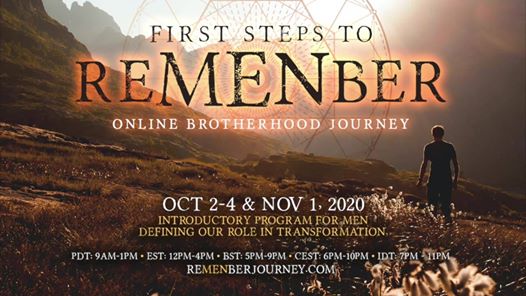 FIRST STEPS TO
REMENBER
ONLINE BROTHERHOOD JOURNEY
OCT 2-4 & NOV 1, 2020
INTRODUCTORY PROGRAM FOR MEN
DEFINING OUR ROLE IN TRANSFORMATION
PDT: 9AM-1PM • EST: 12PM-4PM • BST: 5PM-9PM • CEST: 6PM-10PM • IDT: 7PM - 11PM
REMENBERJOURNEY.COM